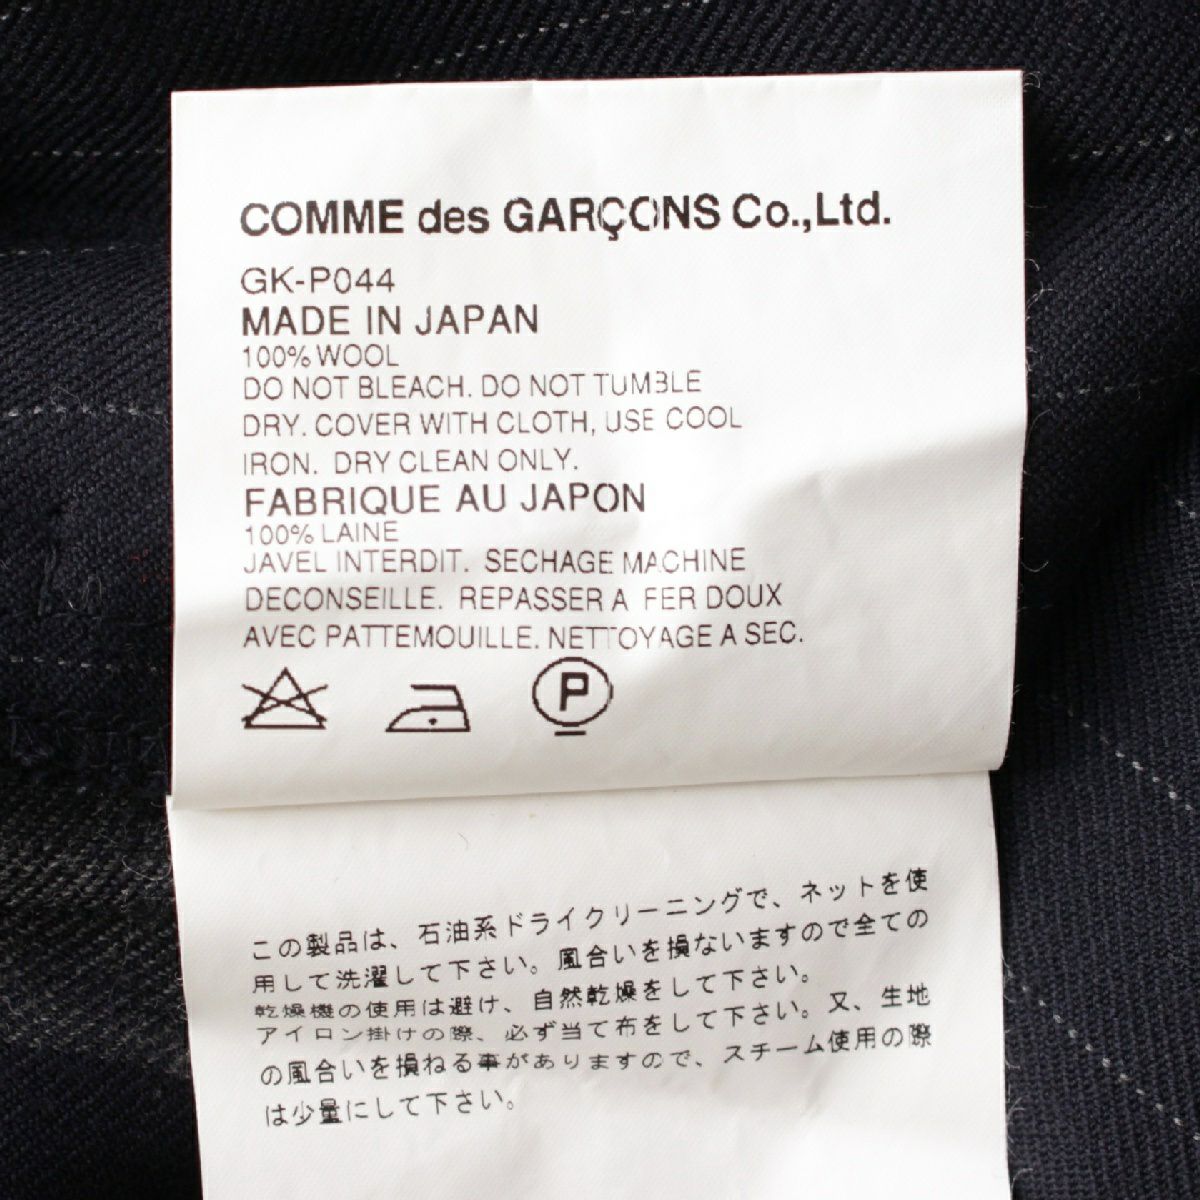 COMME des GARÇONS Co.,Ltd.
GK-P044
MADE IN JAPAN
100% WOOL
DO NOT BLEACH. DO NOT TUMBLE
DRY. COVER WITH CLOTH, USE COOL
IRON. DRY CLEAN ONLY.
FABRIQUE AU JAPON
100% LAINE
JAVEL INTERDIT. SECHAGE MACHINE
DECONSEILLE. REPASSER A FER DOUX
AVEC PATTEMOUILLE. NETTOYAGE A SEC.
P
この製品は、石油系ドライクリーニングで、ネットを使
用して洗濯して下さい。風合いを損ないますので全ての
乾燥機の使用は避け、自然乾燥をして下さい。
アイロン掛けの際、必ず当て布をして下さい。又、生地
の風合いを損ねる事がありますので、スチーム使用の際
は少量にして下さい。